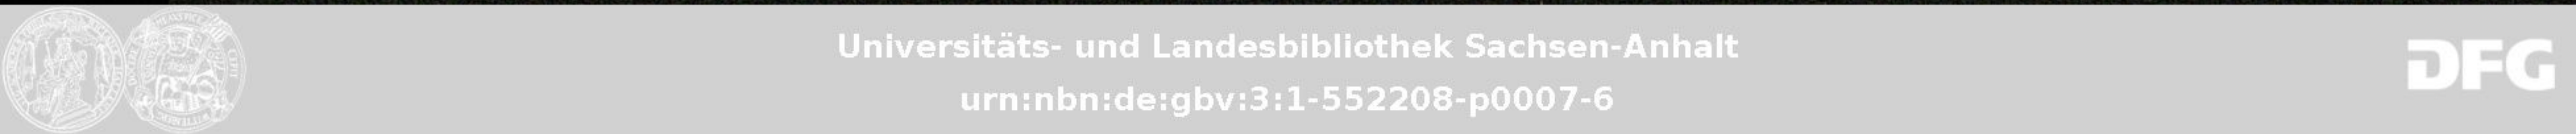 Universitäts- und Landesbibliothek Sachsen-Anhalt
urn:nbn:de:gbv:3:1-552208-p0007-6
DFG